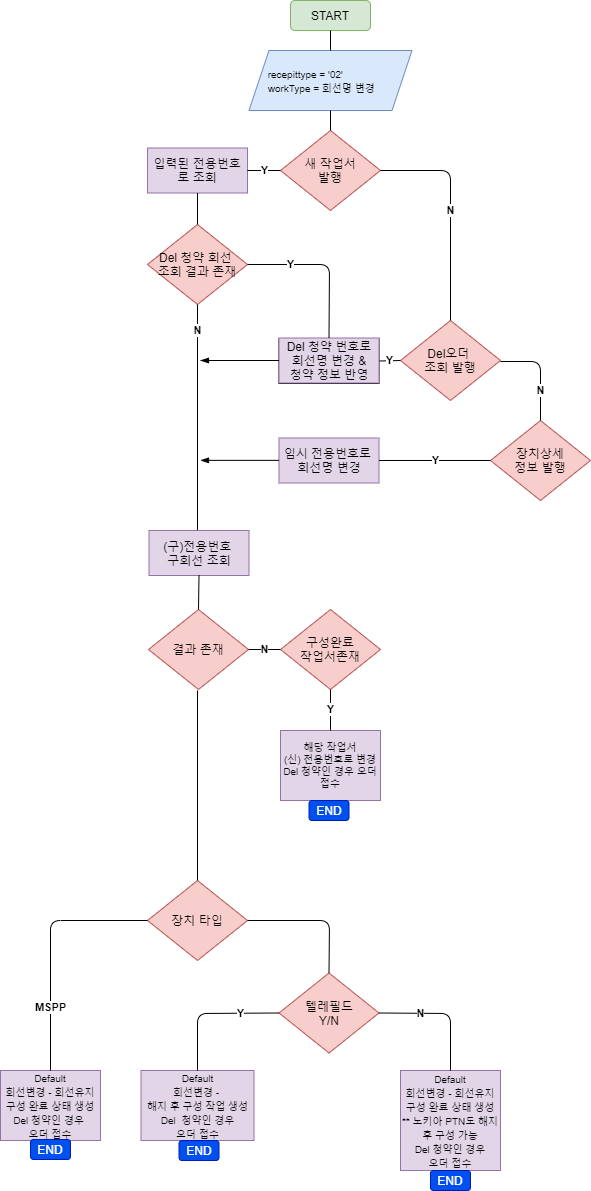 START
recepittype = '02'
workType = 회선명 변경
새 작업서
발행
Y
입력된 전용번호
로 조회
N
Del 청약 회선
조회 결과 존재
Y
N
Del 청약 번호로
회선명 변경 &
청약 정보 반영
Y
Del오더
조회 발행
N
임시 전용번호로
회선명 변경
Y
장치상세
정보 발행
(구)전용번호
구회선 조회
결과 존재
N
구성완료
작업서존재
Y
해당 작업서
(신) 전용번호로 변경
Del 청약인 경우 오더
접수
END
장치 타입
MSPP
텔레필드
Y/N
Y
N
Default
회선변경 - 회선유지
구성 완료 상태 생성
Del 청약인 경우
오더 접수
END
Default
회선변경 -
해지 후 구성 작업 생성
Del 청약인 경우
오더 접수
END
Default
회선변경 - 회선유지
구성 완료 상태 생성
** 노키아 PTN도 해지
후 구성 가능
Del 청약인 경우
오더 접수
END